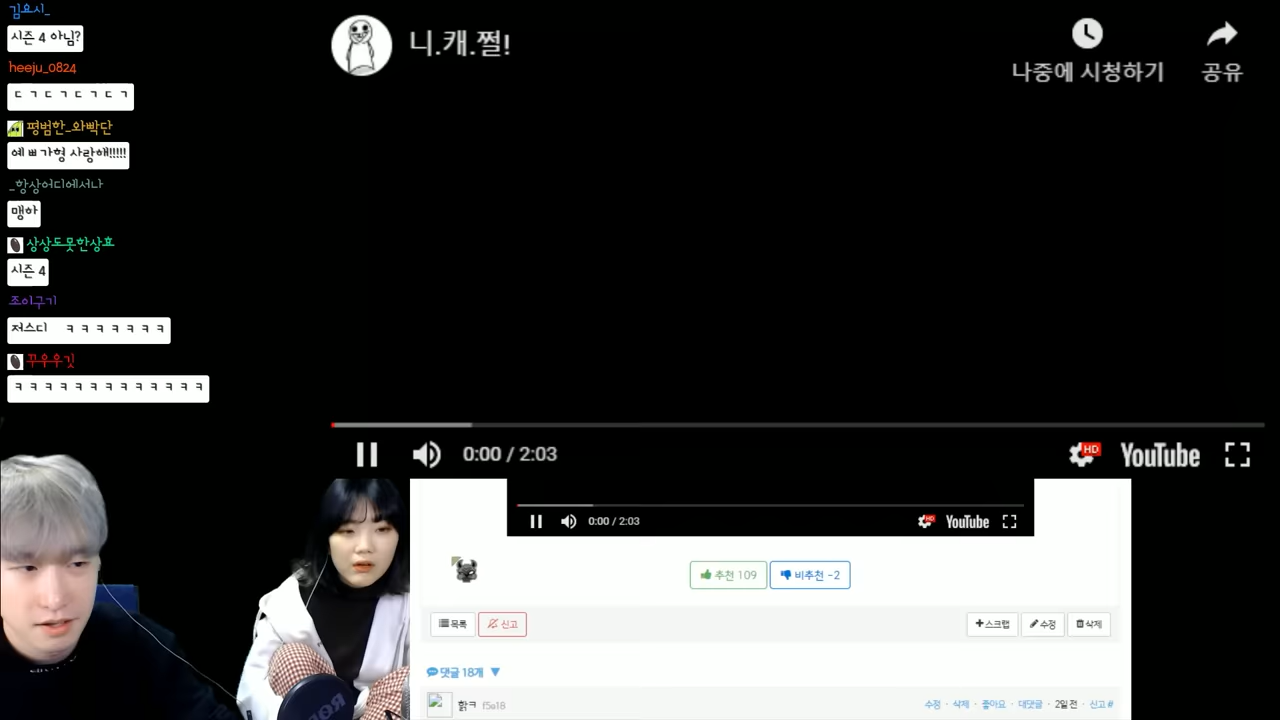 김요시_
시즌 4 아님?
heeju_0824
ㄷㄱㄷㄱㄷㄱㄷㄱ
평범한_와빡단
예쁘가형 사랑해!!!!!
_항상어디에서나
맹하
상상도못한상효
시즌 4
조이구기
저스디 ㅋㅋㅋㅋㅋㅋㅋ
꾸우우깃
ㅋㅋㅋㅋㅋㅋㅋㅋㅋㅋㅋㅋㅋ
니.캐.쩔!
나중에 시청하기
공유
0:00 / 2:03
HD
YouTube
0:00 / 2:03
HD
YouTube
추천 109
비추천 -2
목록
신고
스크랩
수정
삭제
댓글 18개 ▼
핡ㅋ f5a18
수정 · 삭제 · 좋아요 · 대댓글 · 2일 전 · 신고 #